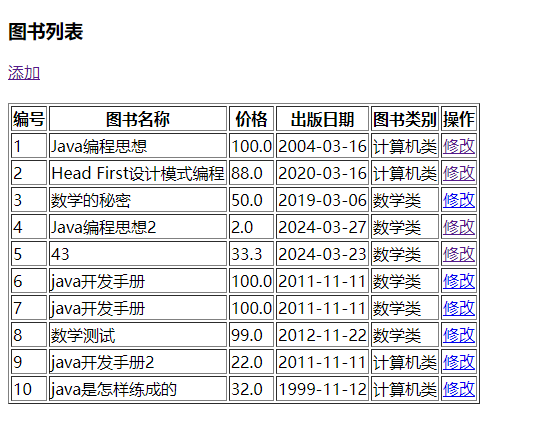 图书列表
添加
编号 图书名称 价格 出版日期 图书类别 操作
1 Java编程思想 100.0 2004-03-16 计算机类 修改
2 Head First设计模式编程 88.0 2020-03-16 计算机类 修改
3 数学的秘密 50.0 2019-03-06 数学类 修改
4 Java编程思想2 2.0 2024-03-27 数学类 修改
5 43 33.3 2024-03-23 数学类 修改
6 java开发手册 100.0 2011-11-11 数学类 修改
7 java开发手册 100.0 2011-11-11 数学类 修改
8 数学测试 99.0 2012-11-22 数学类 修改
9 java开发手册2 22.0 2011-11-11 计算机类 修改
10 java是怎样练成的 32.0 1999-11-12 计算机类 修改